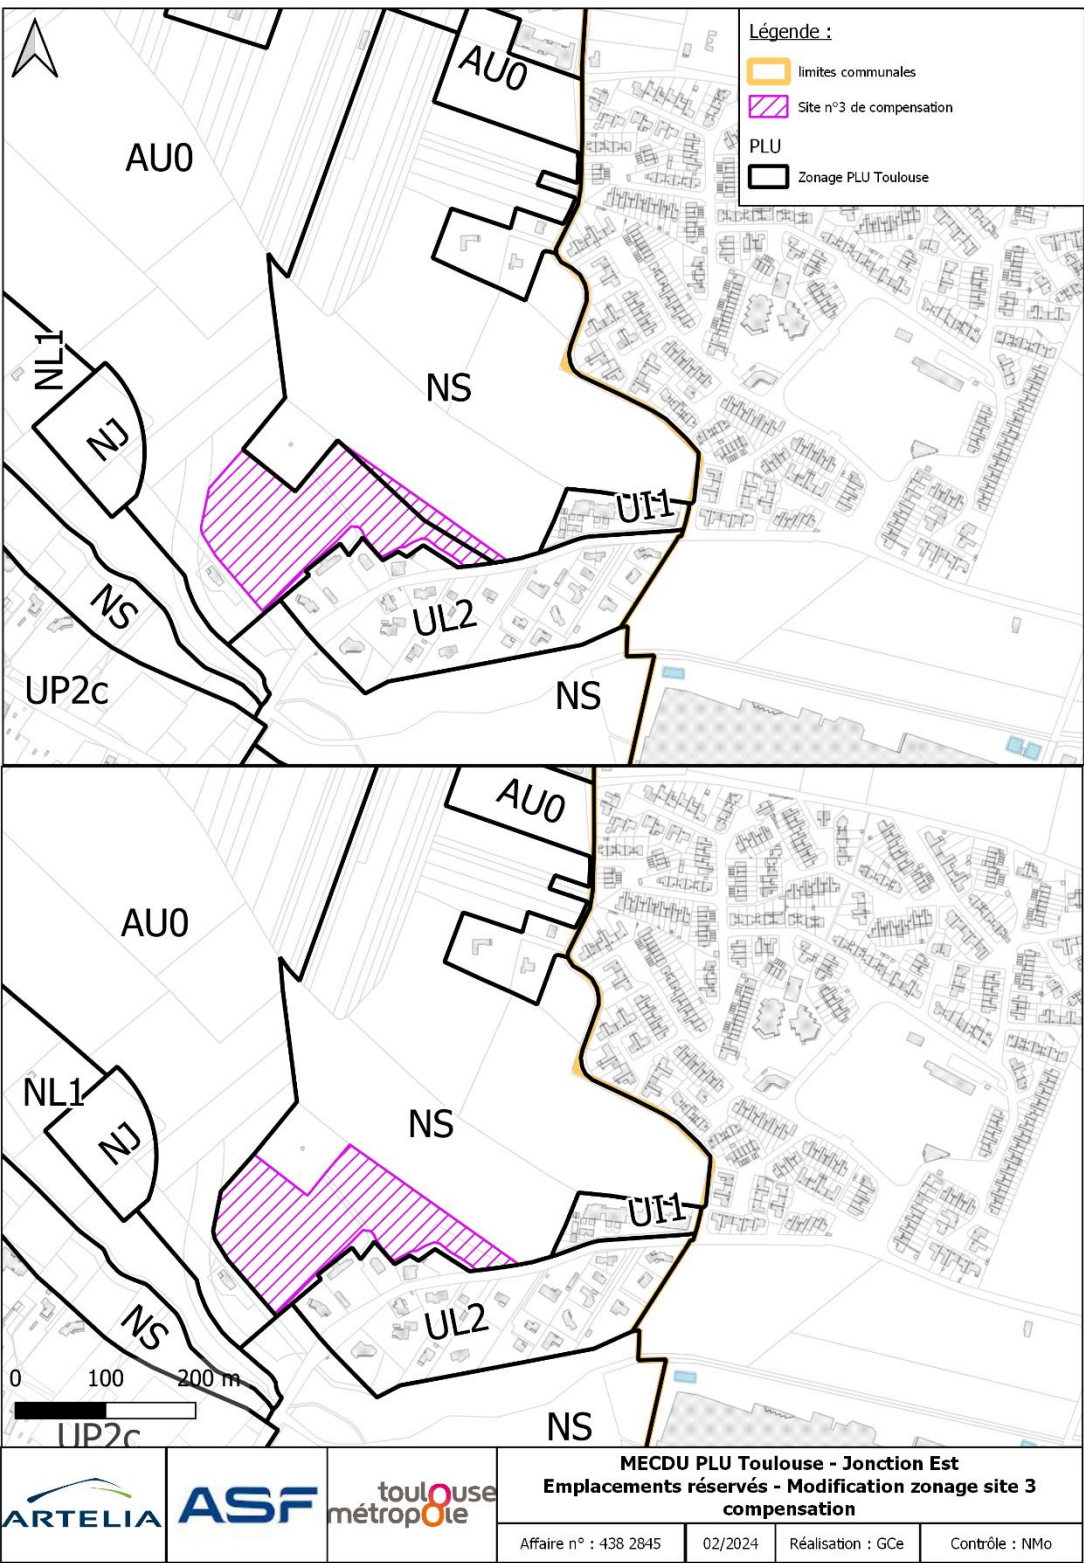 Légende :
limites communales
Site n°3 de compensation
PLU
Zonage PLU Toulouse
AU0
AU0
NL1
NJ
NS
UI1
NS
UL2
UP2c
NS
AU0
AU0
NL1
NJ
NS
UI1
NS
UL2
0 100 200 m
UP2c
NS
ARTELIA
ASF
toulouse
métropole
MECDU PLU Toulouse - Jonction Est
Emplacements réservés - Modification zonage site 3
compensation
Affaire n° : 438 2845
02/2024
Réalisation : GCe
Contrôle : NMo